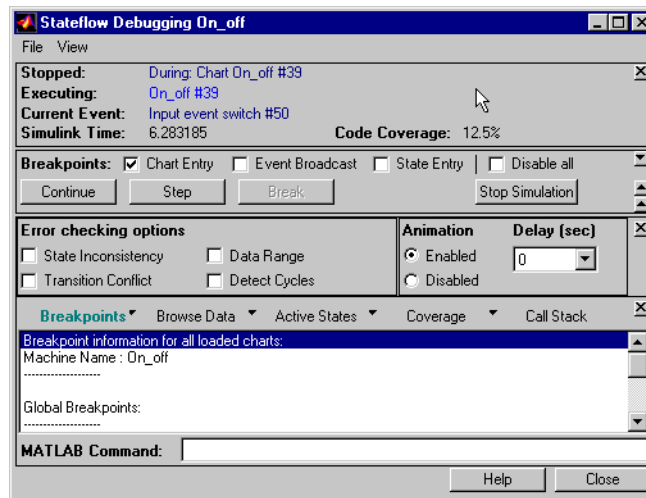 Stateflow Debugging On_off
File View
Stopped: During: Chart On_off #39
Executing: On_off #39
Current Event: Input event switch #50
Simulink Time: 6.283185 Code Coverage: 12.5%
Breakpoints: Chart Entry Event Broadcast State Entry Disable all
Continue Step Break Stop Simulation
Error checking options Animation Delay (sec)
State Inconsistency Data Range Enabled 0
Transition Conflict Detect Cycles Disabled
Breakpoints Browse Data Active States Coverage Call Stack
Breakpoint information for all loaded charts:
Machine Name : On_off
--------------------
Global Breakpoints:
--------------------
MATLAB Command:
Help Close